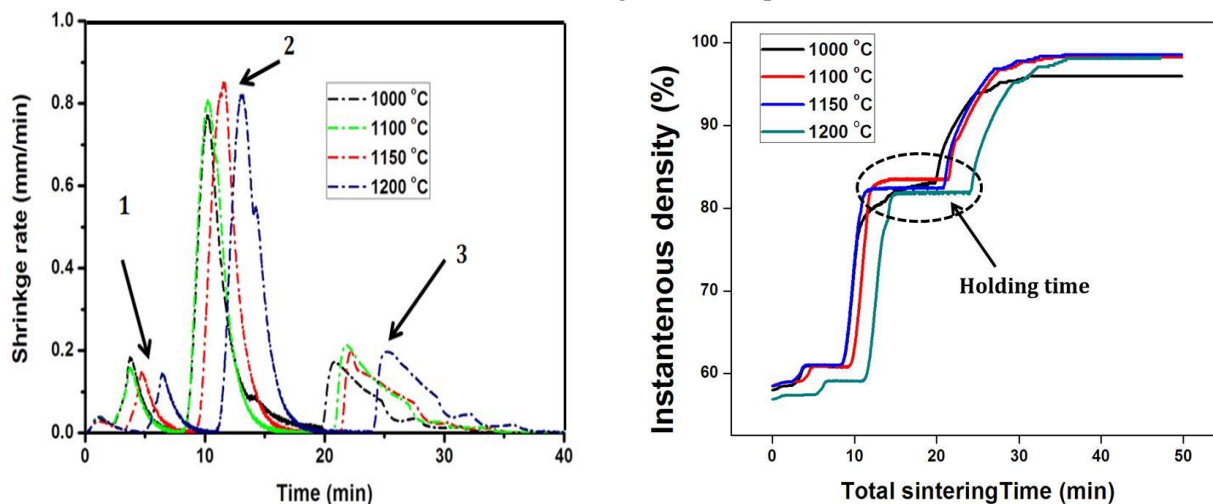 2
1
3
1000 °C
1100 °C
1150 °C
1200 °C
Shrinkge rate (mm/min)
1.0
0.8
0.6
0.4
0.2
0.0
0 10 20 30 40
Time (min)
1000 °C
1100 °C
1150 °C
1200 °C
Holding time
Instantenous density (%)
100
90
80
70
60
0 10 20 30 40 50
Total sinteringTime (min)